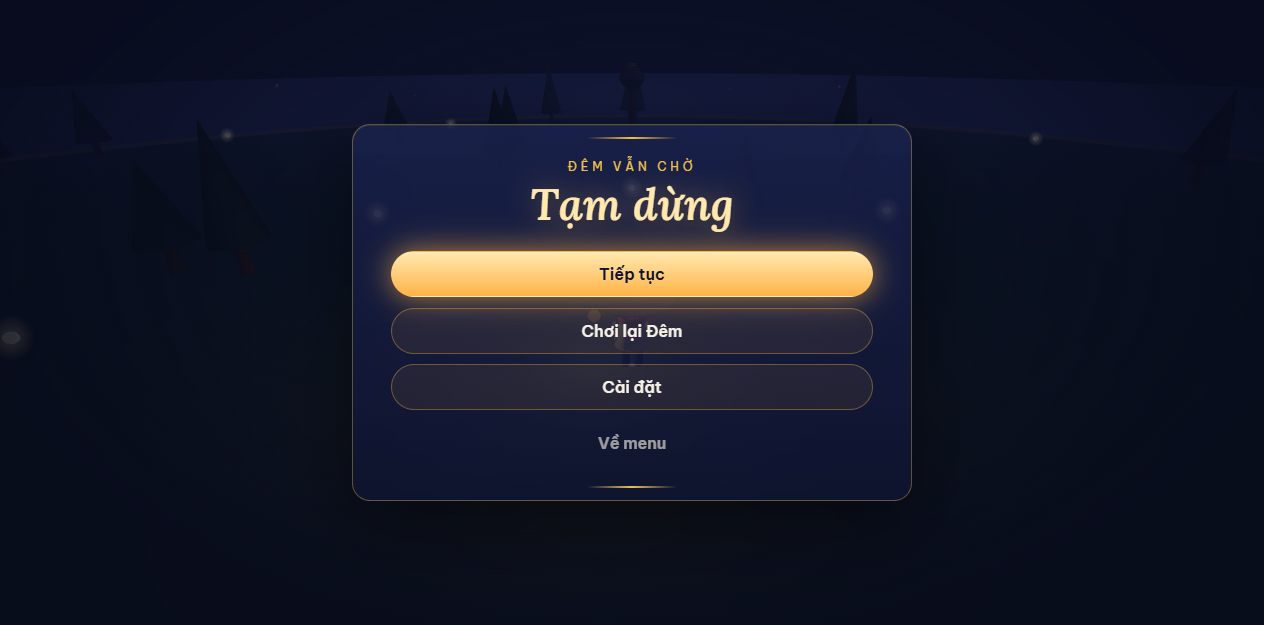 ĐÊM VẪN CHỜ
Tạm dừng
Tiếp tục
Chơi lại Đêm
Cài đặt
Về menu